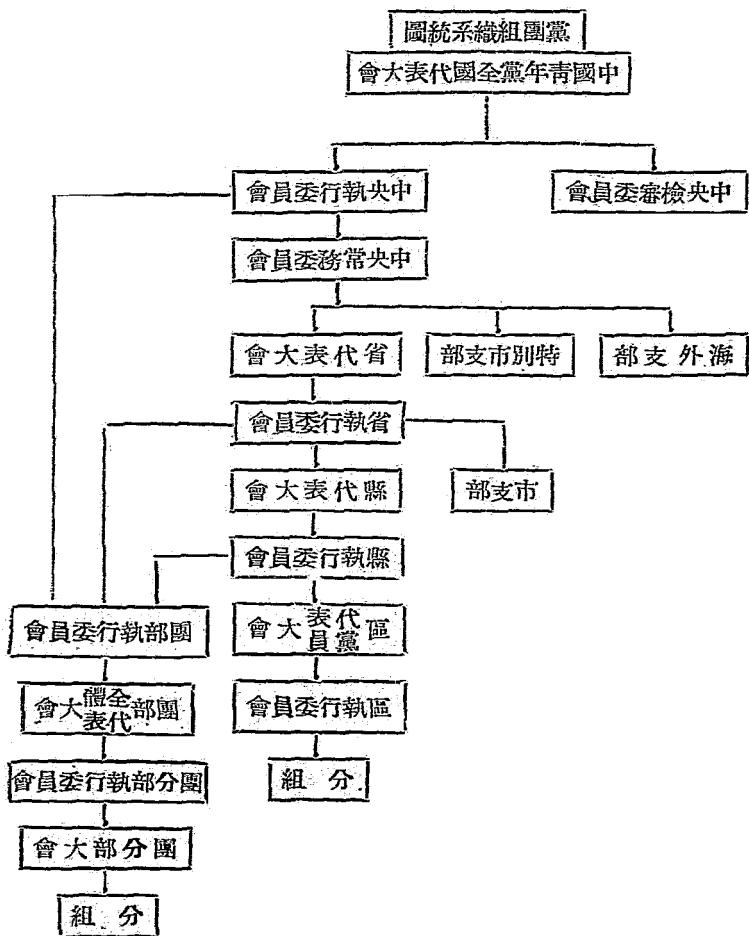 黨團組織系統圖
中國青年黨全國代表大會
中央執行委員會
中央檢審委員會
中央常務委員會
省代表大會
特別市支部
海外支部
省執行委員會
縣代表大會
市支部
縣執行委員會
團部執行委員會
區代表黨員大會
團部全體代表大會
區執行委員會
團分部執行委員會
分組
團分部大會
分組